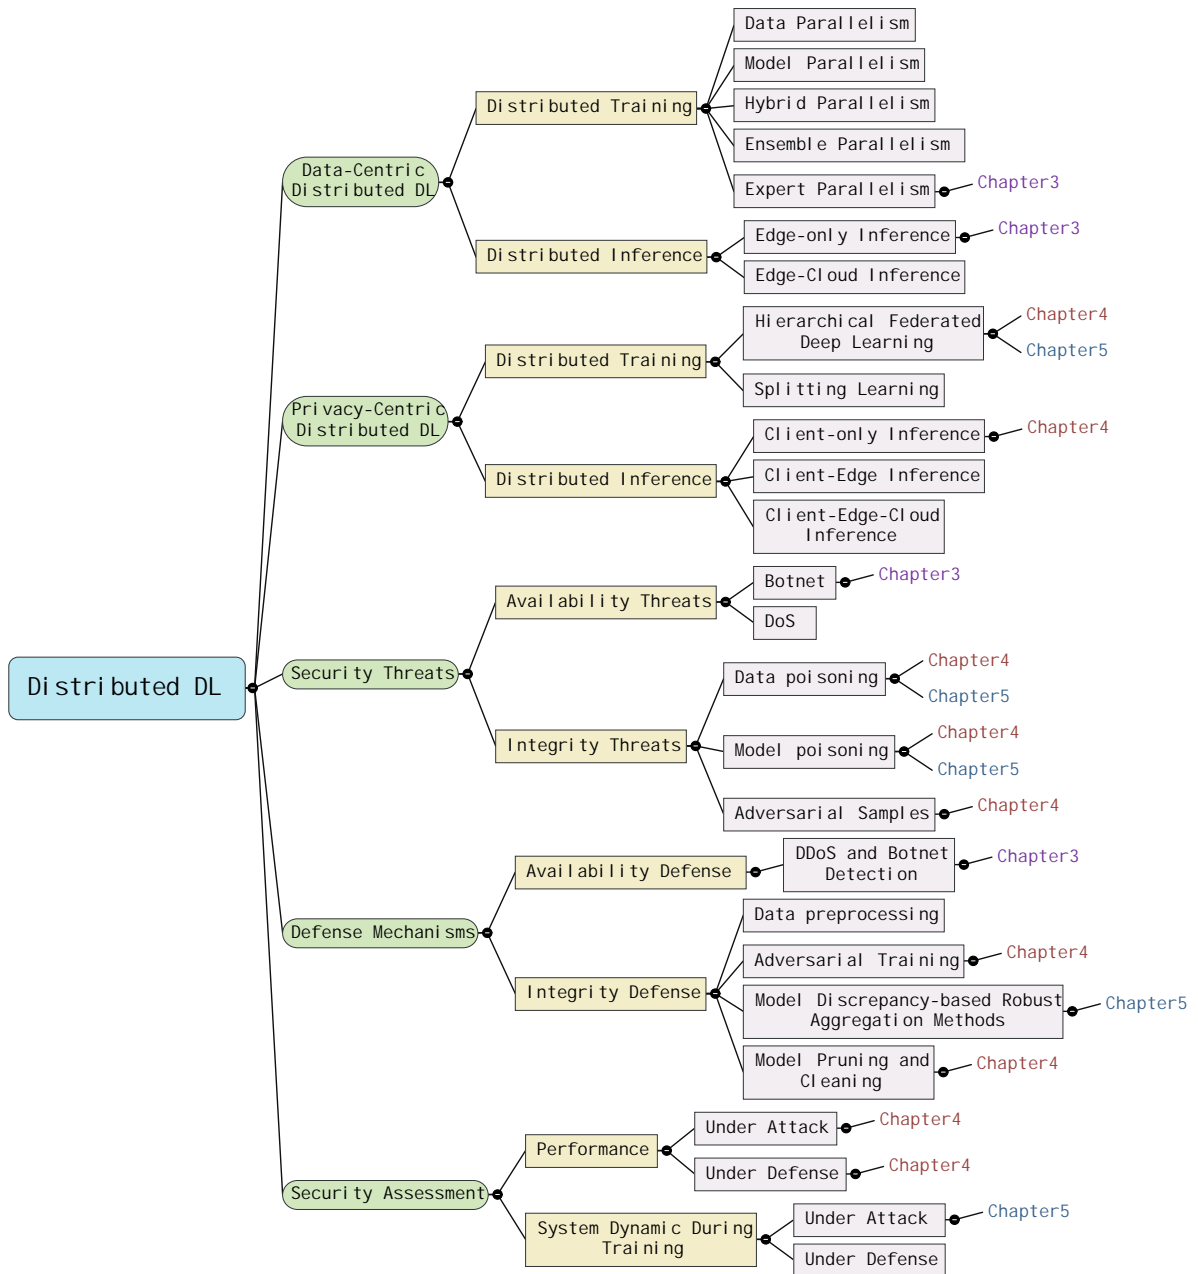 Distributed DL
Data-Centric
Distributed DL
Distributed Training
Data Parallelism
Model Parallelism
Hybrid Parallelism
Ensemble Parallelism
Expert Parallelism
Chapter3
Distributed Inference
Edge-only Inference
Chapter3
Edge-Cloud Inference
Privacy-Centric
Distributed DL
Distributed Training
Hierarchical Federated
Deep Learning
Chapter4
Chapter5
Splitting Learning
Distributed Inference
Client-only Inference
Chapter4
Client-Edge Inference
Client-Edge-Cloud
Inference
Security Threats
Availability Threats
Botnet
Chapter3
DoS
Integrity Threats
Data poisoning
Chapter4
Chapter5
Model poisoning
Chapter4
Chapter5
Adversarial Samples
Chapter4
Defense Mechanisms
Availability Defense
DDoS and Botnet
Detection
Chapter3
Integrity Defense
Data preprocessing
Adversarial Training
Chapter4
Model Discrepancy-based Robust
Aggregation Methods
Chapter5
Model Pruning and
Cleaning
Chapter4
Security Assessment
Performance
Under Attack
Chapter4
Under Defense
Chapter4
System Dynamic During
Training
Under Attack
Chapter5
Under Defense